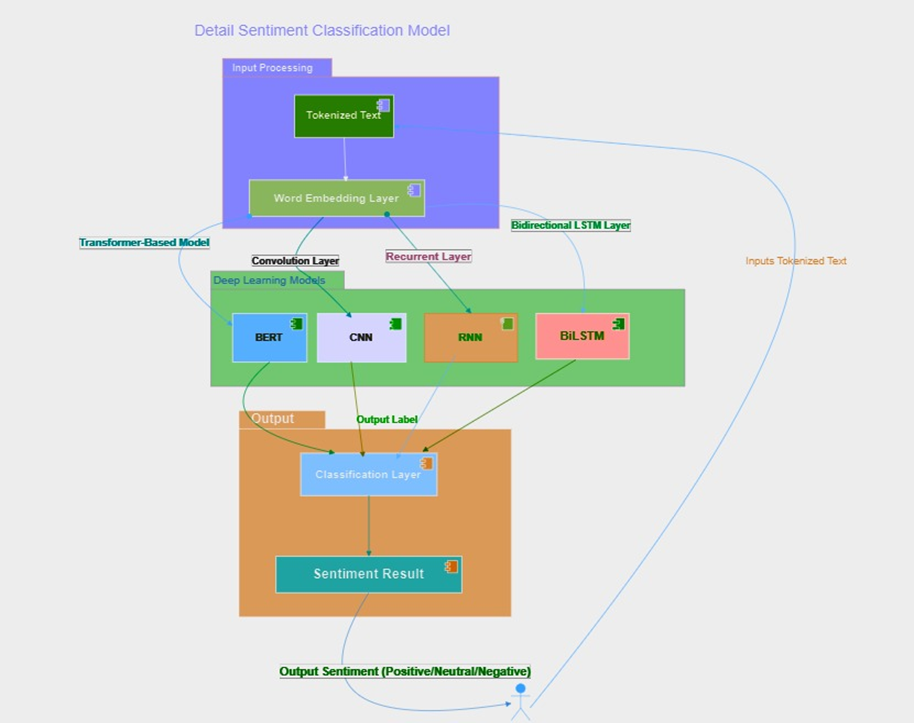 Detail Sentiment Classification Model
Input Processing
Tokenized Text
Word Embedding Layer
Bidirectional LSTM Layer
Transformer-Based Model
Convolution Layer
Recurrent Layer
Inputs Tokenized Text
Deep Learning Models
BERT
CNN
RNN
BiLSTM
Output
Output Label
Classification Layer
Sentiment Result
Output Sentiment (Positive/Neutral/Negative)